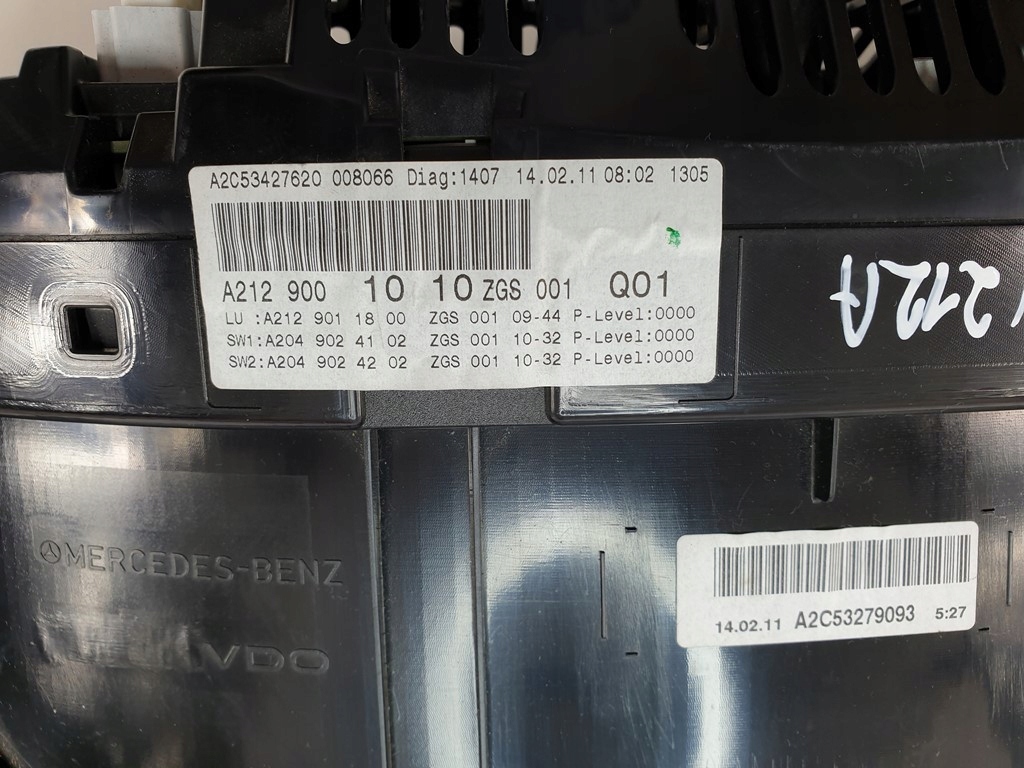 A2C53427620 008066 Diag:1407 14.02.11 08:02 1305
A212 900 10 10 ZGS 001 Q01
LU :A212 901 18 00 ZGS 001 09-44 P-Level:0000
SW1:A204 902 41 02 ZGS 001 10-32 P-Level:0000
SW2:A204 902 42 02 ZGS 001 10-32 P-Level:0000
212A
MERCEDES-BENZ
VDO
14.02.11 A2C53279093 5:27